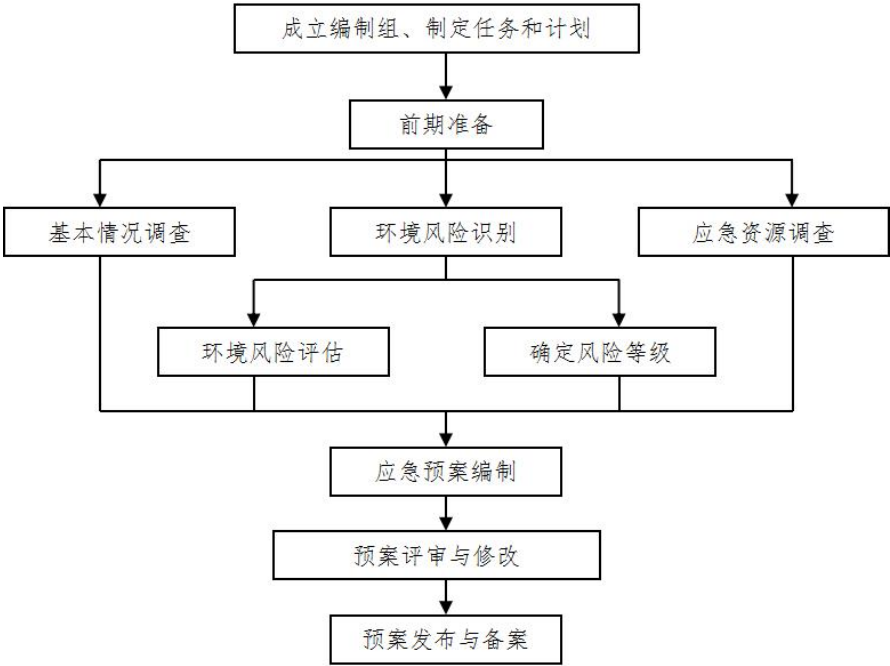 成立编制组、制定任务和计划
前期准备
基本情况调查
环境风险识别
应急资源调查
环境风险评估
确定风险等级
应急预案编制
预案评审与修改
预案发布与备案